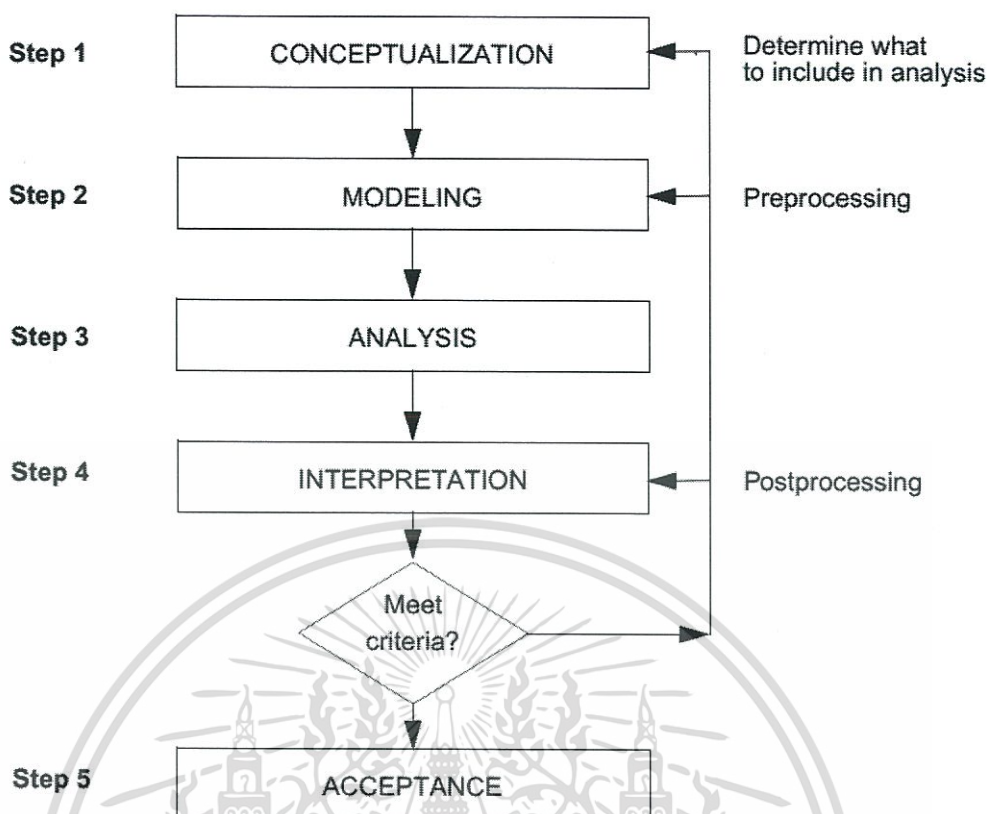 Step 1
CONCEPTUALIZATION
Determine what
to include in analysis
Step 2
MODELING
Preprocessing
Step 3
ANALYSIS
Step 4
INTERPRETATION
Postprocessing
Meet
criteria?
Step 5
ACCEPTANCE